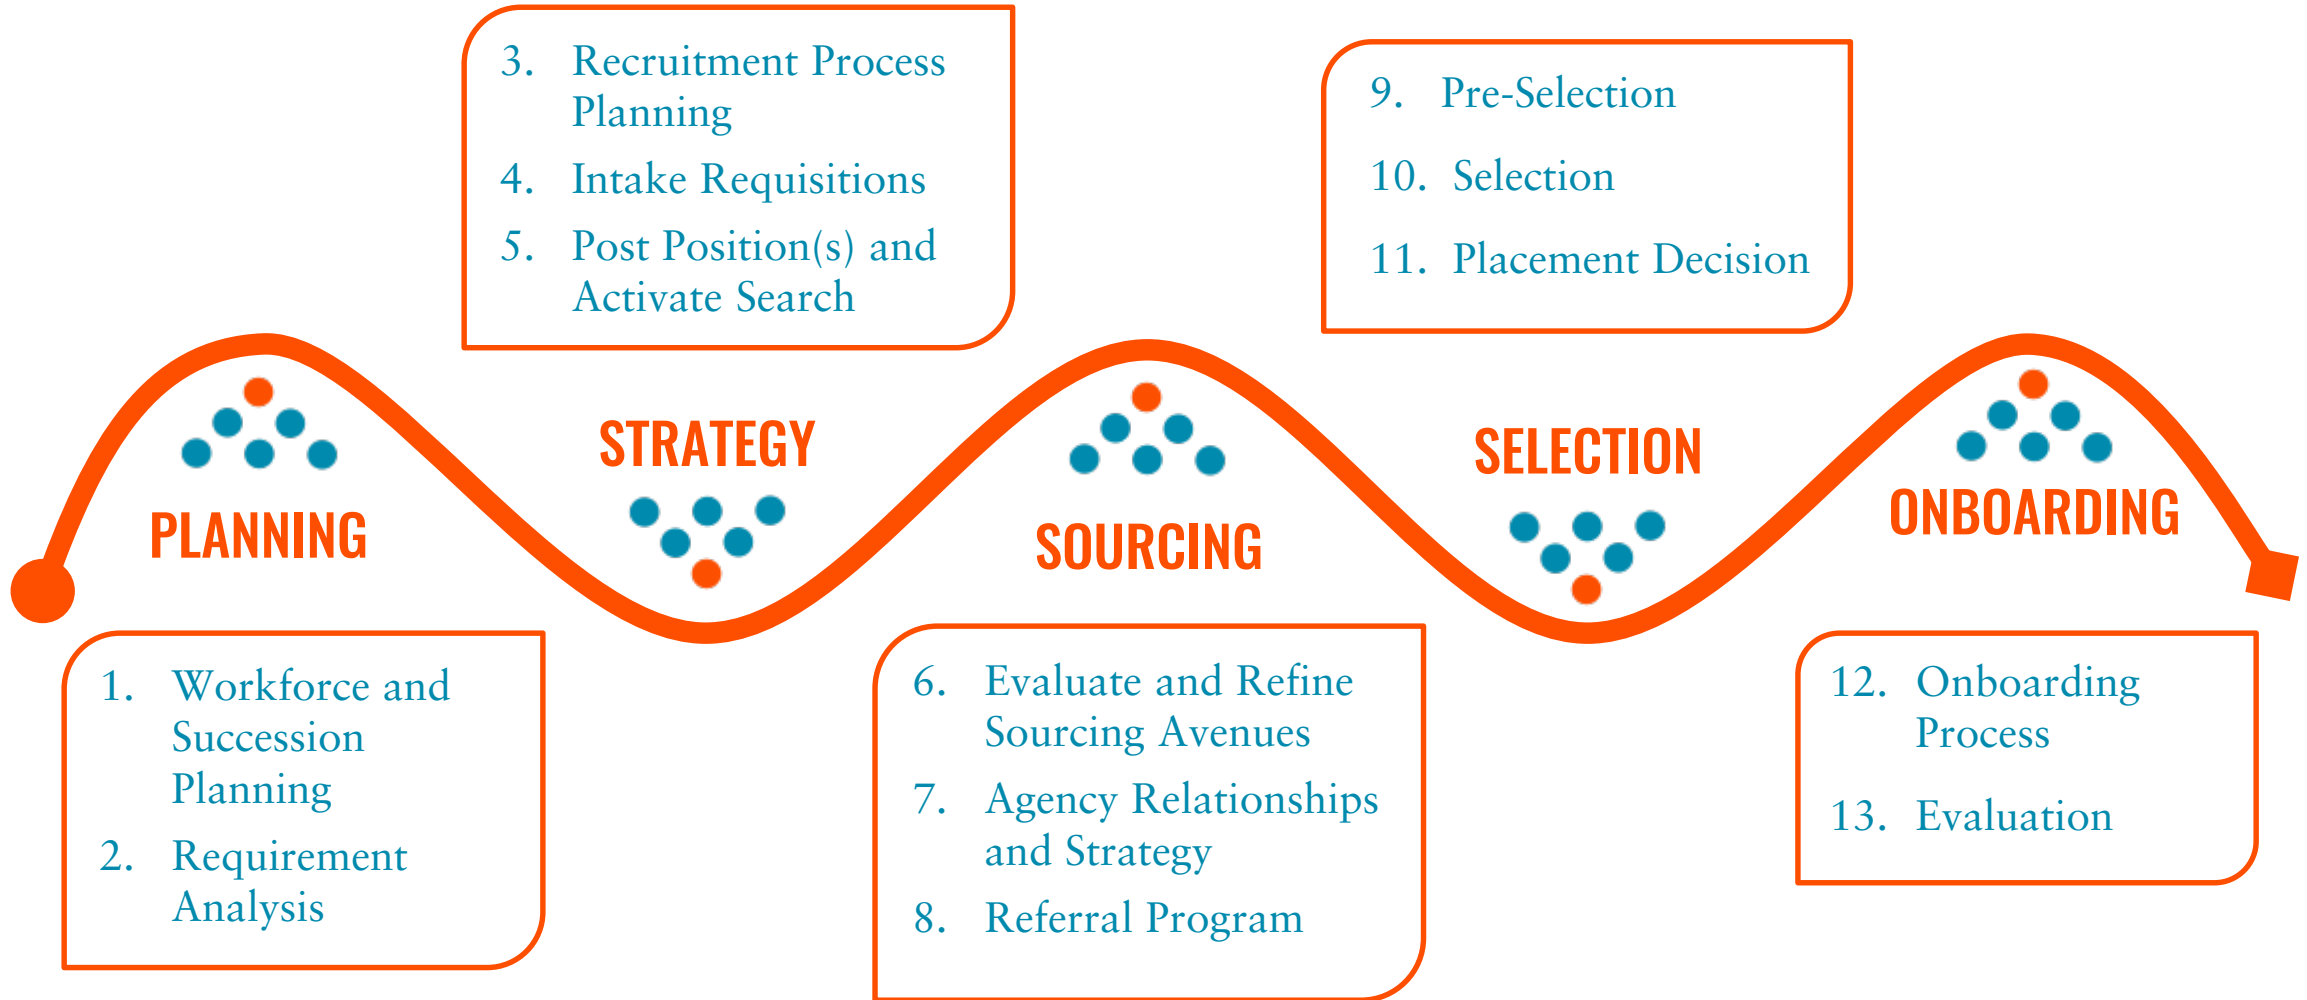 PLANNING
1. Workforce and
Succession
Planning
2. Requirement
Analysis
STRATEGY
3. Recruitment Process
Planning
4. Intake Requisitions
5. Post Position(s) and
Activate Search
SOURCING
6. Evaluate and Refine
Sourcing Avenues
7. Agency Relationships
and Strategy
8. Referral Program
SELECTION
9. Pre-Selection
10. Selection
11. Placement Decision
ONBOARDING
12. Onboarding
Process
13. Evaluation